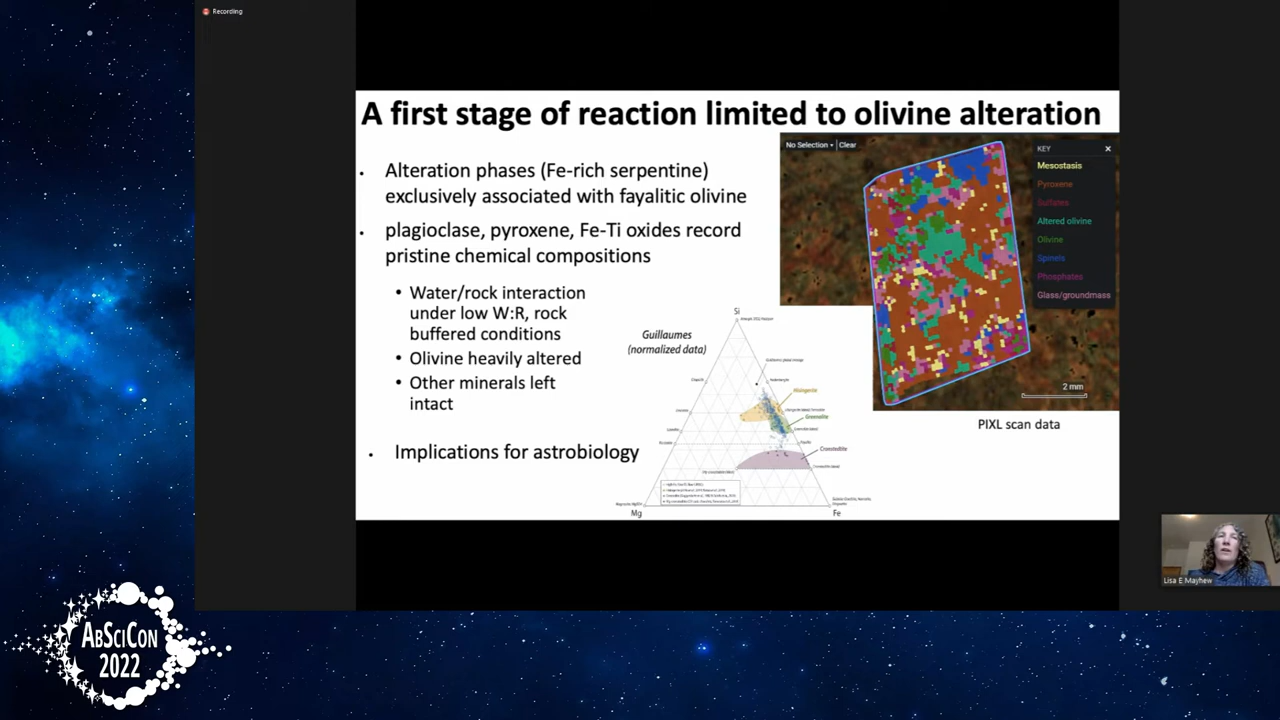 Recording
A first stage of reaction limited to olivine alteration
• Alteration phases (Fe-rich serpentine)
exclusively associated with fayalitic olivine
• plagioclase, pyroxene, Fe-Ti oxides record
pristine chemical compositions
• Water/rock interaction
under low W:R, rock
buffered conditions
• Olivine heavily altered
• Other minerals left
intact
• Implications for astrobiology
Guillaumes
(normalized data)
Si
Hisingerite
Greenalite
Cronstedtite
Mg
Fe
No Selection
Clear
KEY
Mesostasis
Pyroxene
Sulfates
Altered olivine
Olivine
Spinels
Phosphates
Glass/groundmass
2 mm
PIXL scan data
Lisa E Mayhew
ABSCICON
2022